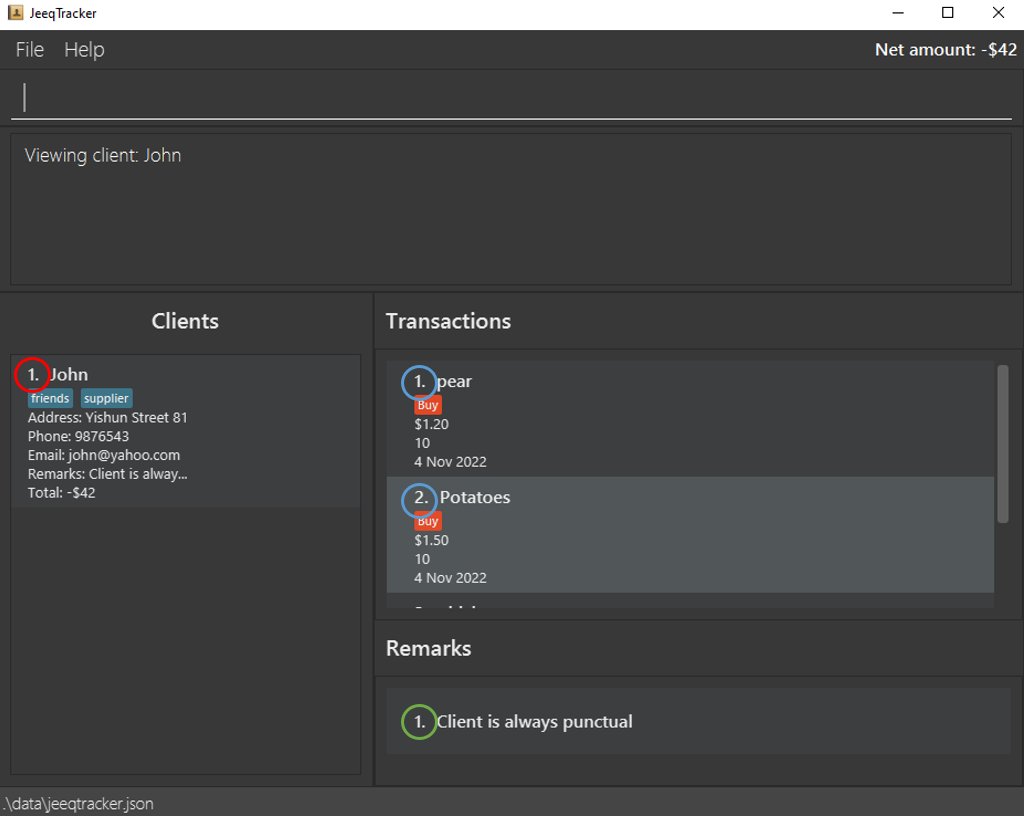 JeeqTracker
File Help Net amount: -$42
Viewing client: John
Clients
1. John
friends supplier
Address: Yishun Street 81
Phone: 9876543
Email: john@yahoo.com
Remarks: Client is alway...
Total: -$42
Transactions
1. pear
Buy
$1.20
10
4 Nov 2022
2. Potatoes
Buy
$1.50
10
4 Nov 2022
Remarks
1. Client is always punctual
.\data\jeeqtracker.json